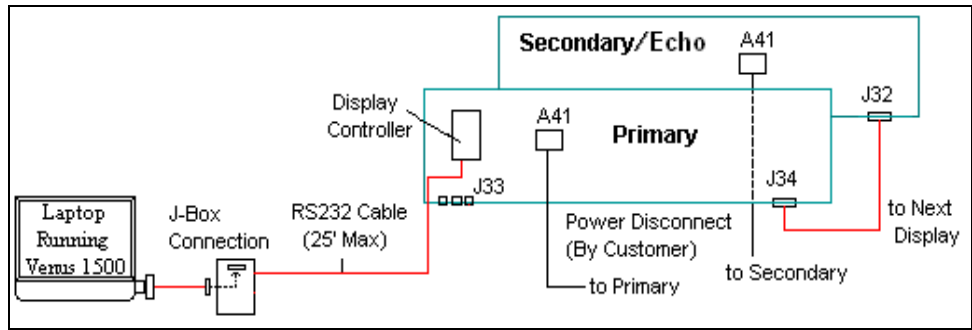 Secondary/Echo
A41
J32
Display
Controller
A41
Primary
J33
J34
Laptop
Running
Venus 1500
J-Box
Connection
RS232 Cable
(25' Max)
Power Disconnect
(By Customer)
to Primary
to Secondary
to Next
Display